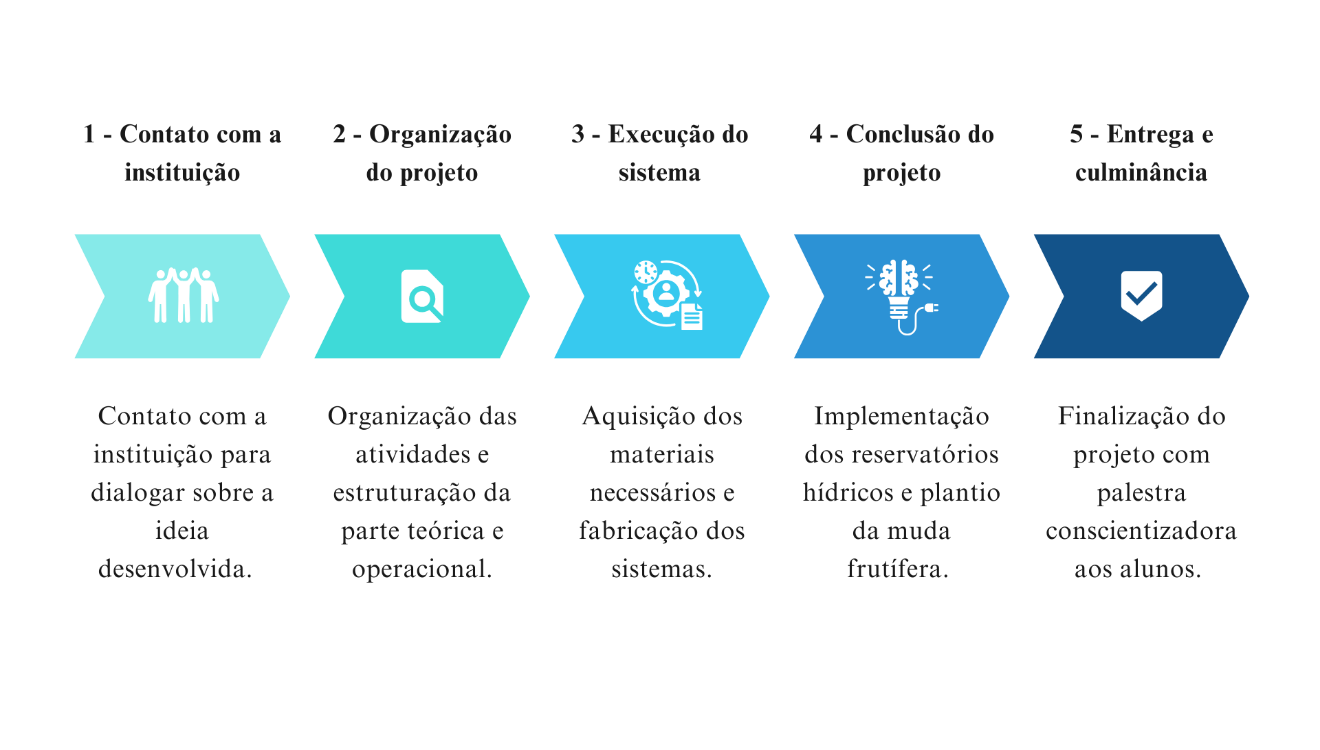 1 - Contato com a
instituição
2 - Organização
do projeto
3 - Execução do
sistema
4 - Conclusão do
projeto
5 - Entrega e
culminância
Contato com a
instituição para
dialogar sobre a
ideia
desenvolvida.
Organização das
atividades e
estruturação da
parte teórica e
operacional.
Aquisição dos
materiais
necessários e
fabricação dos
sistemas.
Implementação
dos reservatórios
hídricos e plantio
da muda
frutífera.
Finalização do
projeto com
palestra
conscientizadora
aos alunos.